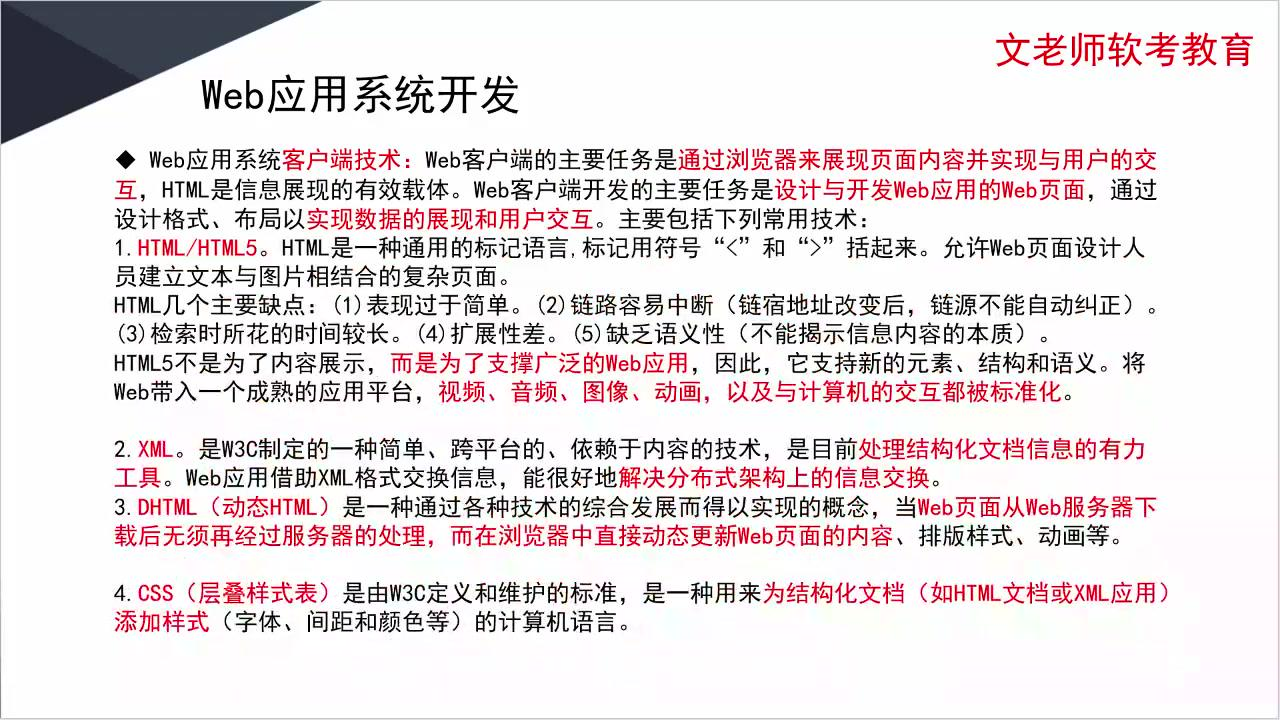 文老师软考教育
Web应用系统开发
◆ Web应用系统客户端技术：Web客户端的主要任务是通过浏览器来展现页面内容并实现与用户的交
互，HTML是信息展现的有效载体。Web客户端开发的主要任务是设计与开发Web应用的Web页面，通过
设计格式、布局以实现数据的展现和用户交互。主要包括下列常用技术：
1.HTML/HTML5。HTML是一种通用的标记语言,标记用符号“<”和“>”括起来。允许Web页面设计人
员建立文本与图片相结合的复杂页面。
HTML几个主要缺点：(1)表现过于简单。(2)链路容易中断（链宿地址改变后，链源不能自动纠正）。
(3)检索时所花的时间较长。(4)扩展性差。(5)缺乏语义性（不能揭示信息内容的本质）。
HTML5不是为了内容展示，而是为了支撑广泛的Web应用，因此，它支持新的元素、结构和语义。将
Web带入一个成熟的应用平台，视频、音频、图像、动画，以及与计算机的交互都被标准化。
2.XML。是W3C制定的一种简单、跨平台的、依赖于内容的技术，是目前处理结构化文档信息的有力
工具。Web应用借助XML格式交换信息，能很好地解决分布式架构上的信息交换。
3.DHTML（动态HTML）是一种通过各种技术的综合发展而得以实现的概念，当Web页面从Web服务器下
载后无须再经过服务器的处理，而在浏览器中直接动态更新Web页面的内容、排版样式、动画等。
4.CSS（层叠样式表）是由W3C定义和维护的标准，是一种用来为结构化文档（如HTML文档或XML应用）
添加样式（字体、间距和颜色等）的计算机语言。